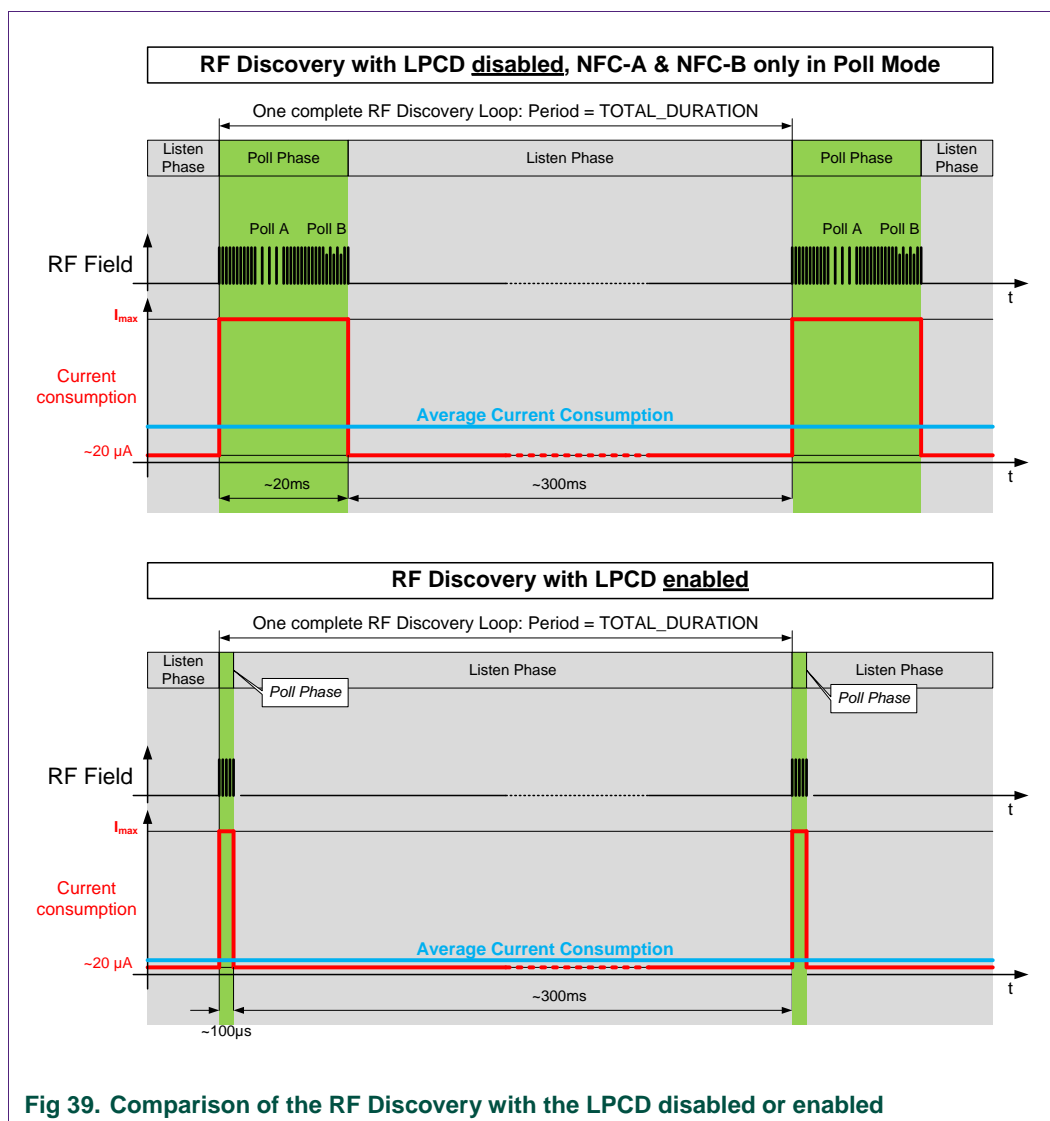 RF Discovery with LPCD disabled, NFC-A & NFC-B only in Poll Mode
One complete RF Discovery Loop: Period = TOTAL_DURATION
Listen Phase
Poll Phase
Listen Phase
Poll Phase
Listen Phase
Poll A Poll B
Poll A Poll B
RF Field
t
Imax
Current consumption
Average Current Consumption
~20 µA
t
~20ms
~300ms
RF Discovery with LPCD enabled
One complete RF Discovery Loop: Period = TOTAL_DURATION
Listen Phase
Listen Phase
Listen Phase
Poll Phase
Poll Phase
RF Field
t
Imax
Current consumption
Average Current Consumption
~20 µA
t
~300ms
~100µs
Fig 39. Comparison of the RF Discovery with the LPCD disabled or enabled